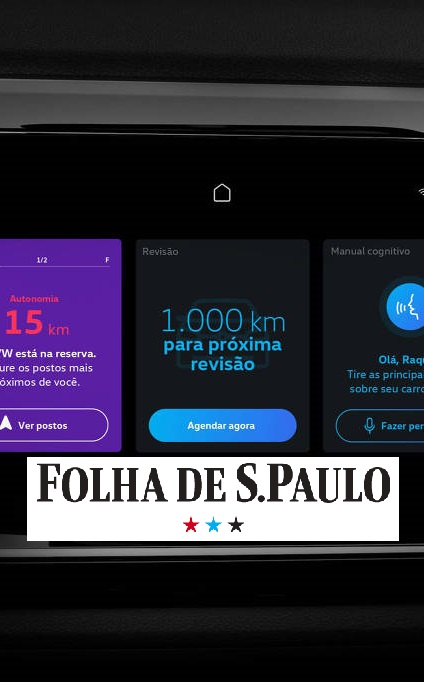 1/2 F
Autonomia
15 km
W está na reserva.
ure os postos mais
óximos de você.
Ver postos
Revisão
1.000 km
para próxima
revisão
Agendar agora
Manual cognitivo
Olá, Raq
Tire as principa
sobre seu carro
Fazer per
FOLHA DE S.PAULO